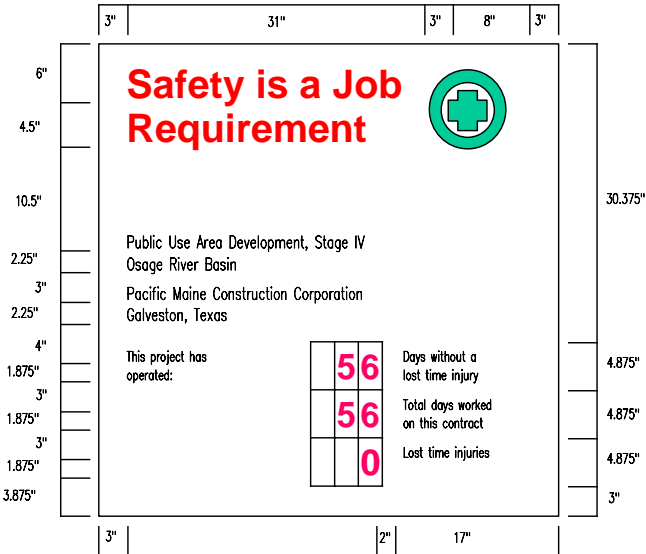 3" 31" 3" 8" 3"
6"
4.5"
10.5"
2.25"
3"
2.25"
4"
1.875"
3"
1.875"
3"
1.875"
3.875"
Safety is a Job
Requirement
Public Use Area Development, Stage IV
Osage River Basin
Pacific Maine Construction Corporation
Galveston, Texas
This project has
operated:
56 Days without a
lost time injury
56 Total days worked
on this contract
0 Lost time injuries
30.375"
4.875"
4.875"
4.875"
3"
3" 2" 17"